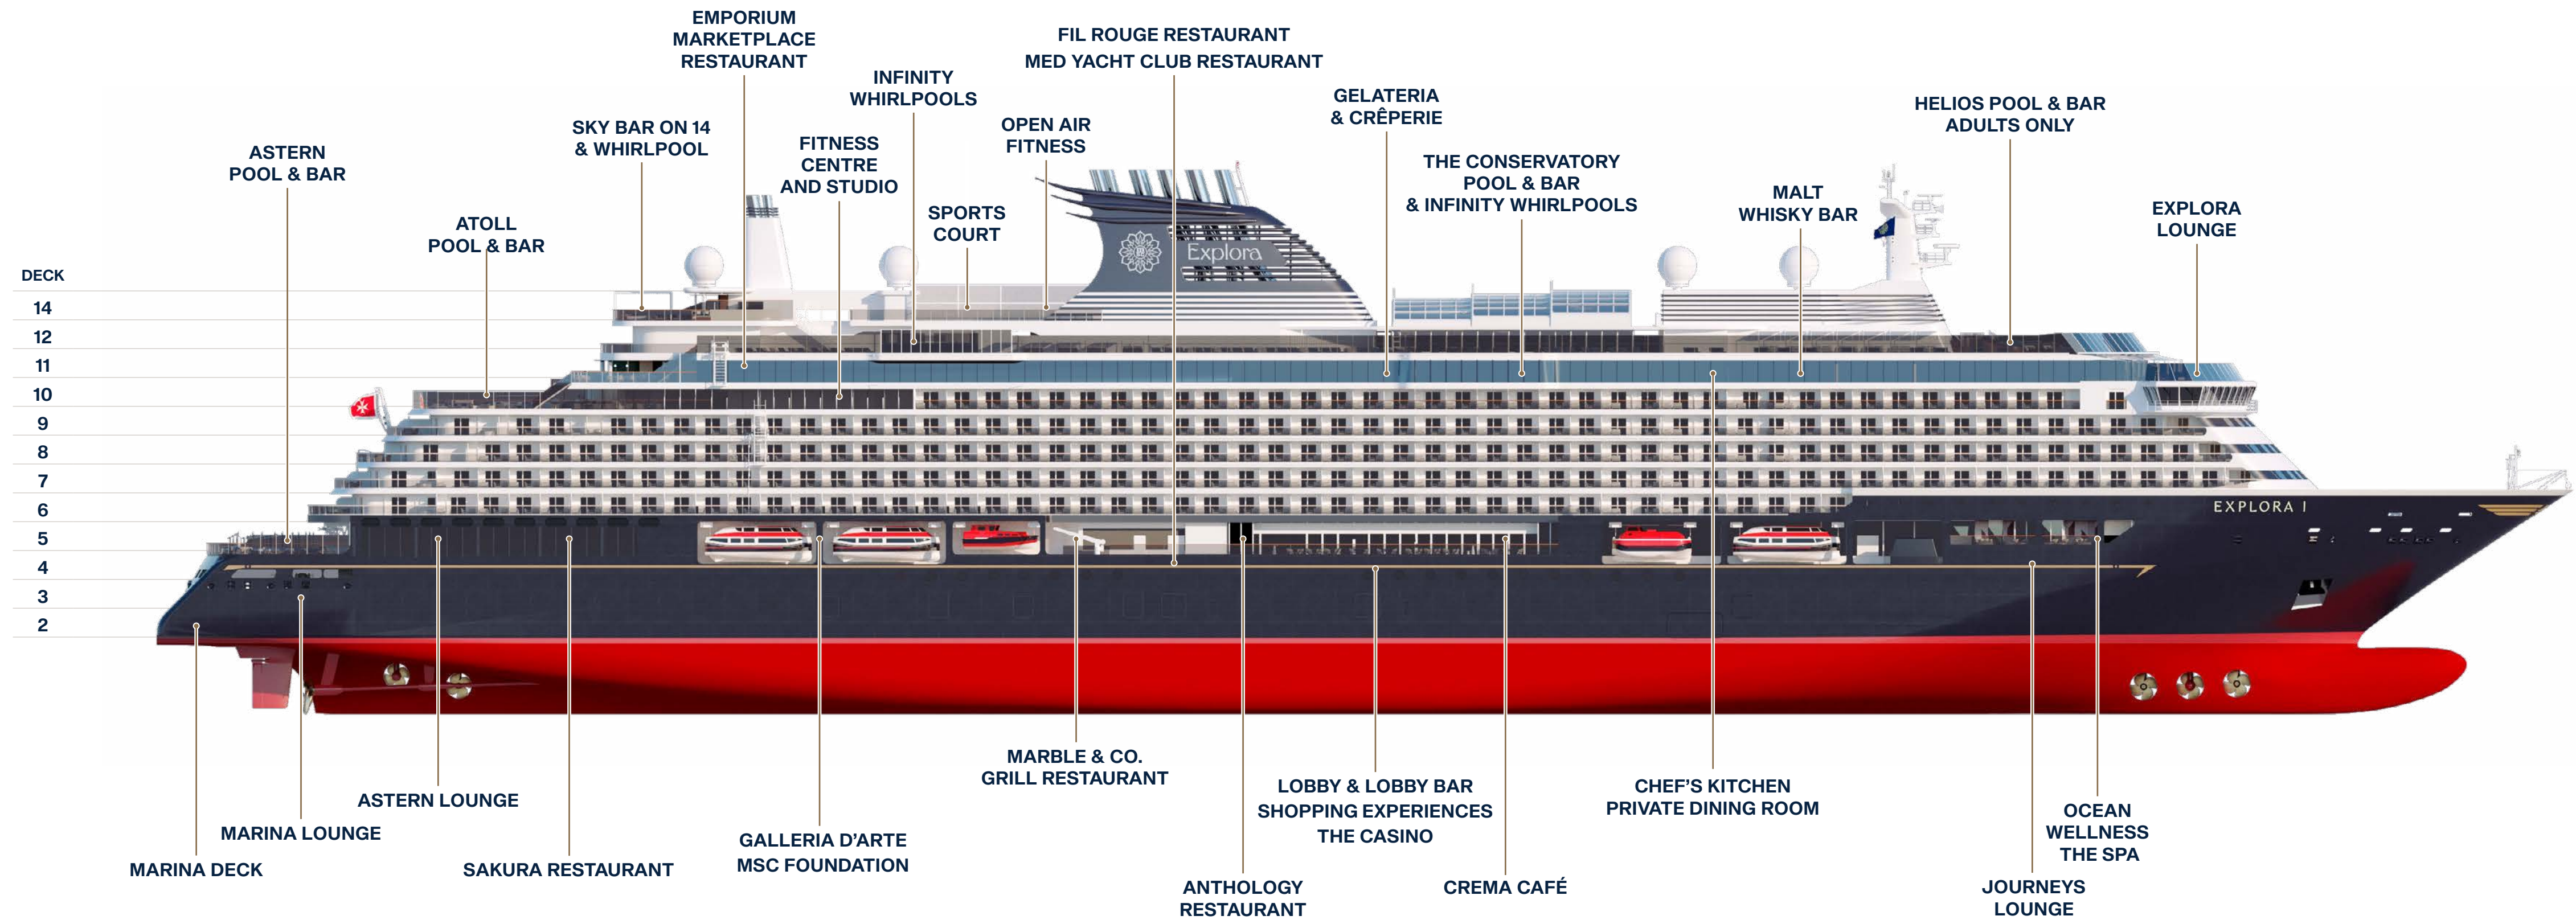 EMPORIUM
MARKETPLACE
RESTAURANT
FIL ROUGE RESTAURANT
MED YACHT CLUB RESTAURANT
INFINITY
WHIRLPOOLS
GELATERIA
& CRÊPERIE
HELIOS POOL & BAR
ADULTS ONLY
SKY BAR ON 14
& WHIRLPOOL
OPEN AIR
FITNESS
FITNESS
CENTRE
AND STUDIO
ASTERN
POOL & BAR
THE CONSERVATORY
POOL & BAR
& INFINITY WHIRLPOOLS
MALT
WHISKY BAR
SPORTS
COURT
EXPLORA
LOUNGE
ATOLL
POOL & BAR
Explora
DECK
14
12
11
10
9
8
7
6
5
4
3
2
EXPLORA I
MARBLE & CO.
GRILL RESTAURANT
LOBBY & LOBBY BAR
SHOPPING EXPERIENCES
THE CASINO
CHEF’S KITCHEN
PRIVATE DINING ROOM
ASTERN LOUNGE
OCEAN
WELLNESS
THE SPA
MARINA LOUNGE
GALLERIA D’ARTE
MSC FOUNDATION
MARINA DECK
SAKURA RESTAURANT
ANTHOLOGY
RESTAURANT
CREMA CAFÉ
JOURNEYS
LOUNGE